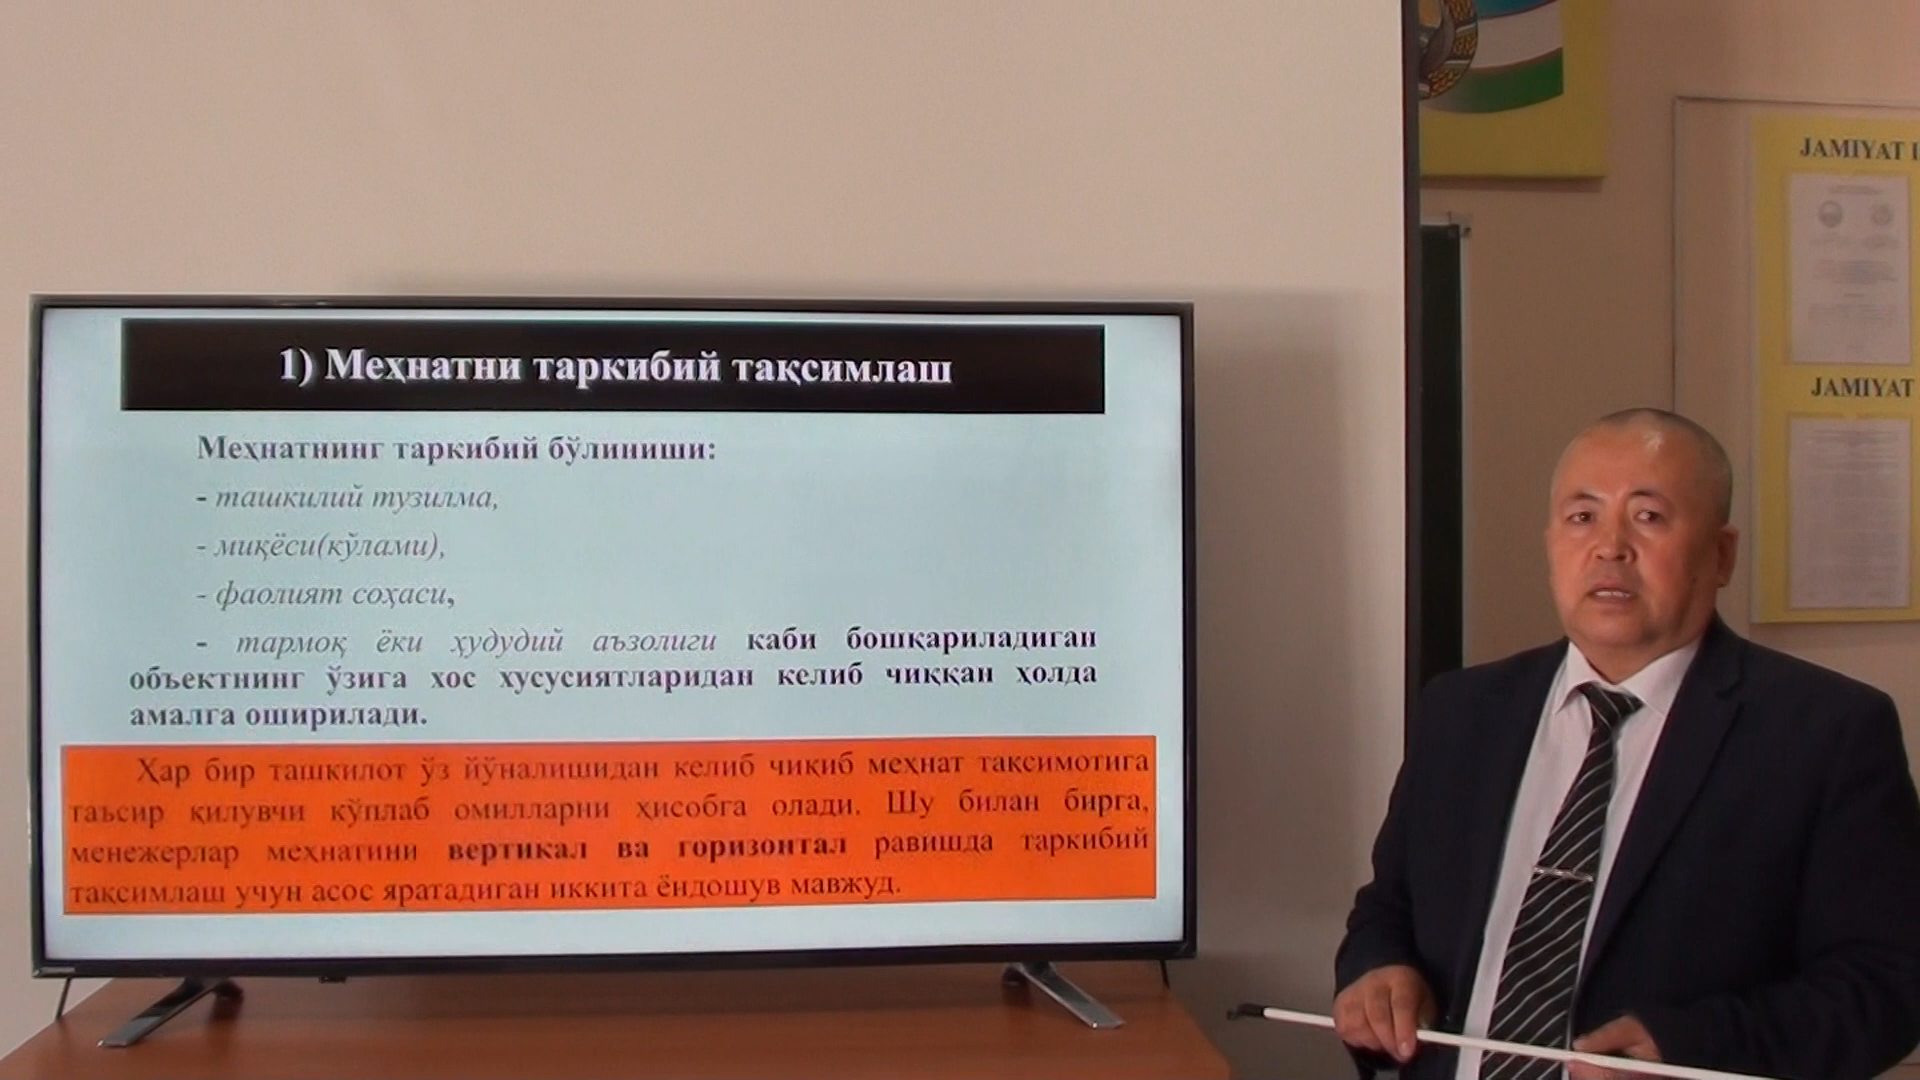 1) Меҳнатни таркибий тақсимлаш
Меҳнатнинг таркибий бўлиниши:
- ташкилий тузилма,
- миқёси(кўлами),
- фаолият соҳаси,
- тармоқ ёки ҳудудий аъзолиги каби бошқариладиган
объектнинг ўзига хос хусусиятларидан келиб чиққан ҳолда
амалга оширилади.
Ҳар бир ташкилот ўз йўналишидан келиб чиқиб меҳнат тақсимотига
таъсир қилувчи кўплаб омилларни ҳисобга олади. Шу билан бирга,
менежерлар меҳнатини вертикал ва горизонтал равишда таркибий
тақсимлаш учун асос яратадиган иккита ёндошув мавжуд.
JAMIYAT
JAMIYAT